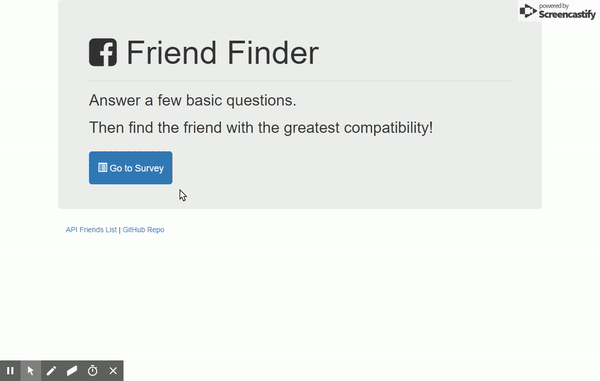 powered by
Screencastify
Friend Finder
Answer a few basic questions.
Then find the friend with the greatest compatibility!
Go to Survey
API Friends List | GitHub Repo